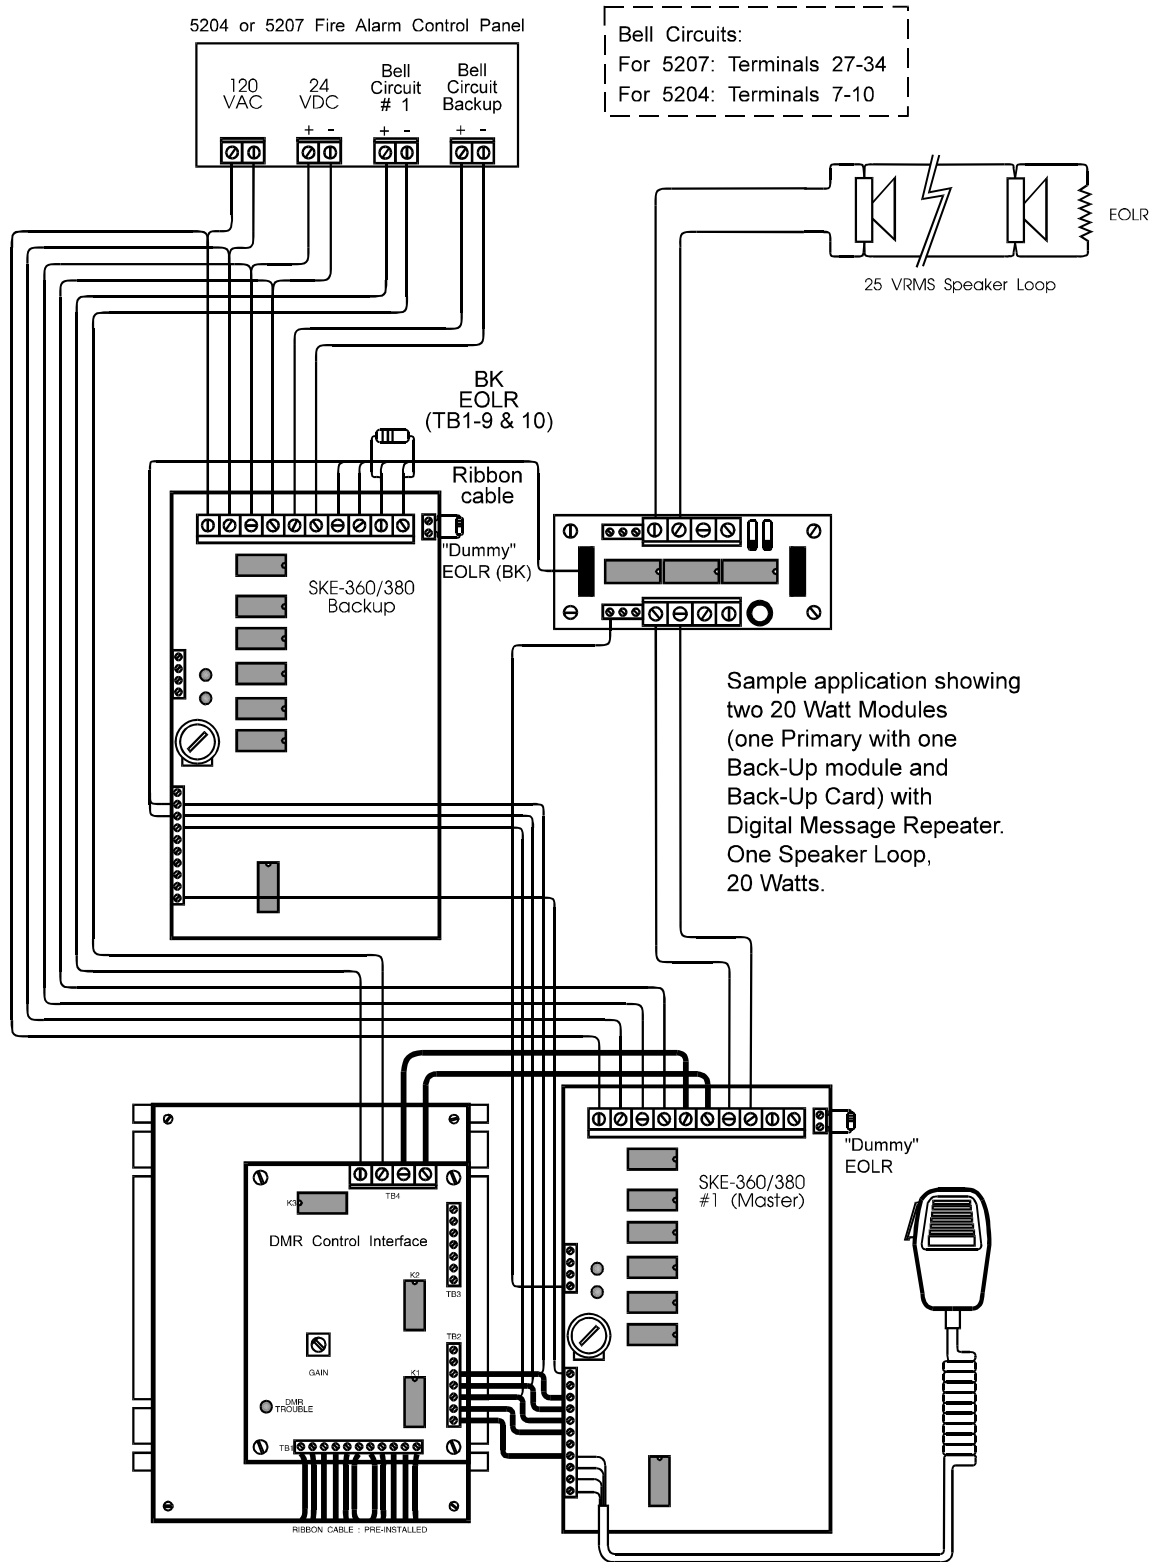 5204 or 5207 Fire Alarm Control Panel
120
VAC
24
VDC
Bell
Circuit
# 1
Bell
Circuit
Backup
+ -
+ -
+ -
Bell Circuits:
For 5207: Terminals 27-34
For 5204: Terminals 7-10
EOLR
25 VRMS Speaker Loop
BK
EOLR
(TB1-9 & 10)
Ribbon
cable
"Dummy"
EOLR (BK)
SKE-360/380
Backup
Sample application showing
two 20 Watt Modules
(one Primary with one
Back-Up module and
Back-Up Card) with
Digital Message Repeater.
One Speaker Loop,
20 Watts.
"Dummy"
EOLR
SKE-360/380
#1 (Master)
TB4
K3
DMR Control Interface
K2
TB3
TB2
GAIN
K1
DMR
TROUBLE
TB1
RIBBON CABLE : PRE-INSTALLED